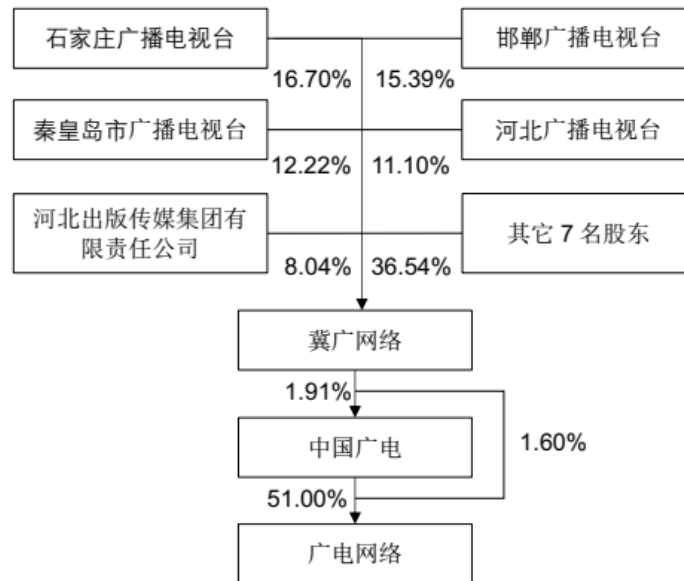 石家庄广播电视台
邯郸广播电视台
16.70%
15.39%
秦皇岛市广播电视台
河北广播电视台
12.22%
11.10%
河北出版传媒集团有
限责任公司
其它 7 名股东
8.04%
36.54%
冀广网络
1.91%
中国广电
1.60%
51.00%
广电网络